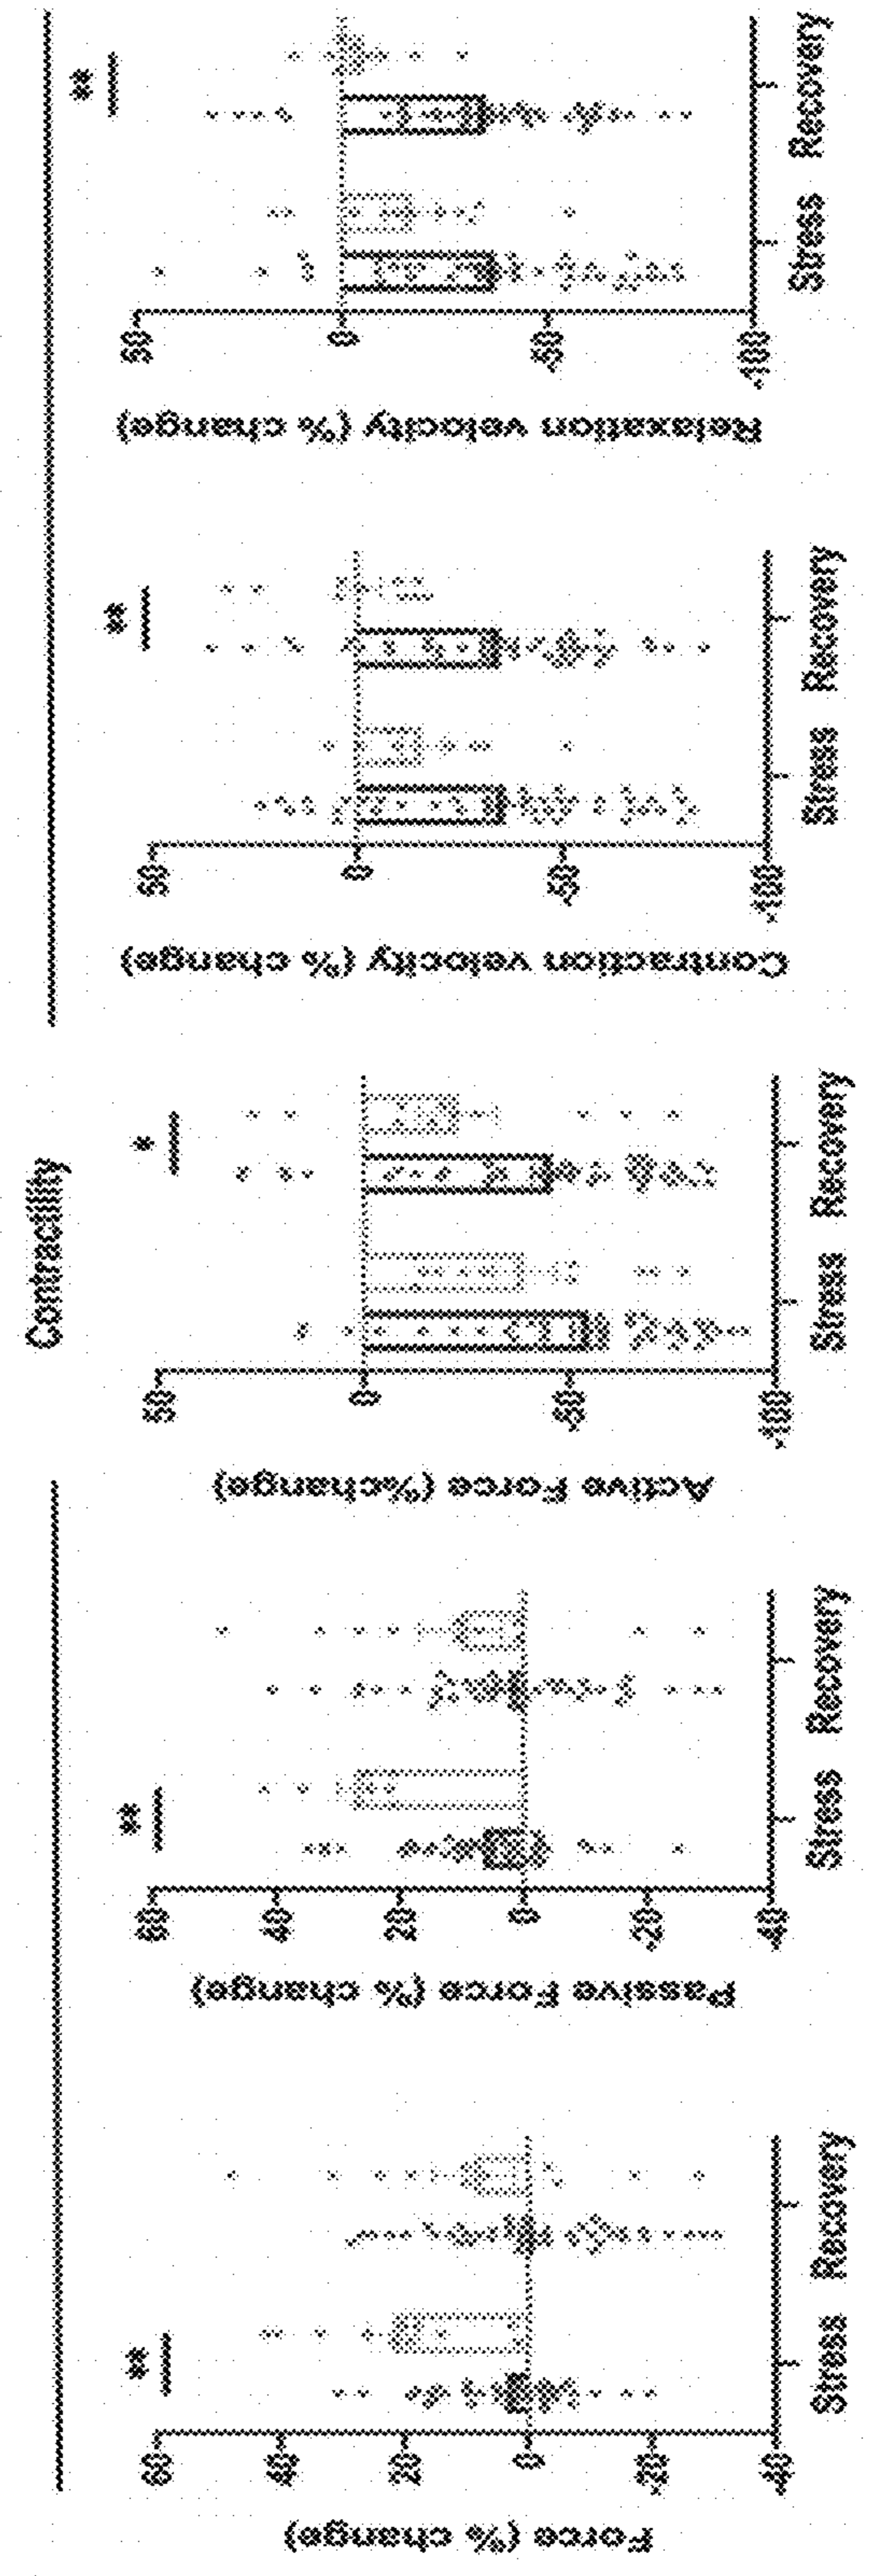 Contractility
Force (% change)
60
40
20
0
-20
-40
**
Stress Recovery
Passive Force (% change)
60
40
20
0
-20
-40
**
Stress Recovery
Active Force (%change)
50
0
-50
-100
*
Stress Recovery
Contraction velocity (% change)
50
0
-50
-100
**
Stress Recovery
Relaxation velocity (% change)
50
0
-50
-100
**
Stress Recovery